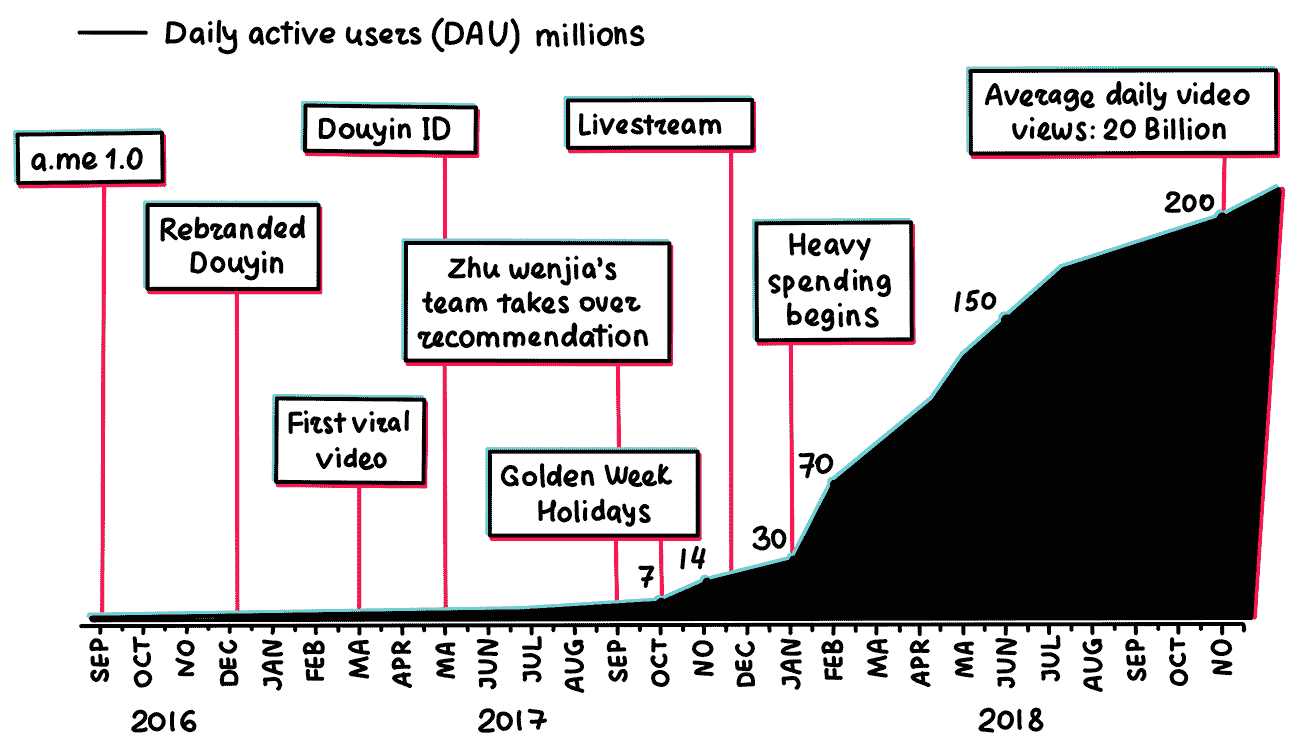 Daily active users (DAU) millions
a.me 1.0
Rebranded
Douyin
First viral
video
Douyin ID
Zhu wenjia's
team takes over
recommendation
Golden Week
Holidays
Livestream
Heavy
spending
begins
Average daily video
views: 20 Billion
7
14
30
70
150
200
SEP
OCT
NO
DEC
JAN
FEB
MA
APR
MA
JUN
JUL
AUG
SEP
OCT
NO
DEC
JAN
FEB
MA
APR
MA
JUN
JUL
AUG
SEP
OCT
NO
2016
2017
2018